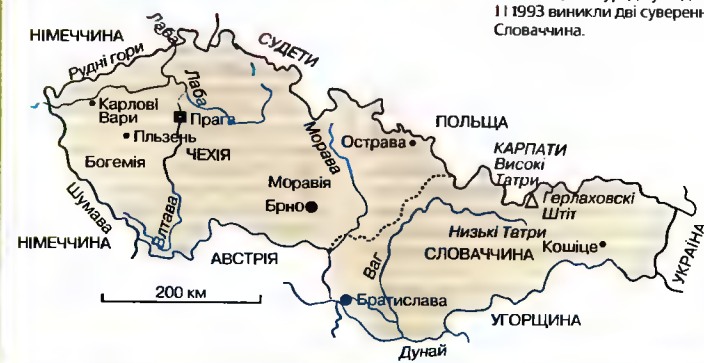 1 I 1993 виникли дві суверенн
Словаччина.
НІМЕЧЧИНА
Лаба
СУДЕТИ
Рудні гори
Лаба
Карлові
Вари
Прага
Пльзень
Богемія
ЧЕХІЯ
Морава
Острава
ПОЛЬЩА
КАРПАТИ
Високі
Татри
Герлаховскі
Штіт
Моравія
Брно
Шумава
Влтава
НІМЕЧЧИНА
АВСТРІЯ
Ваг
Низькі Татри
СЛОВАЧЧИНА
Кошіце
УКРАЇНА
200 км
Братислава
УГОРЩИНА
Дунай